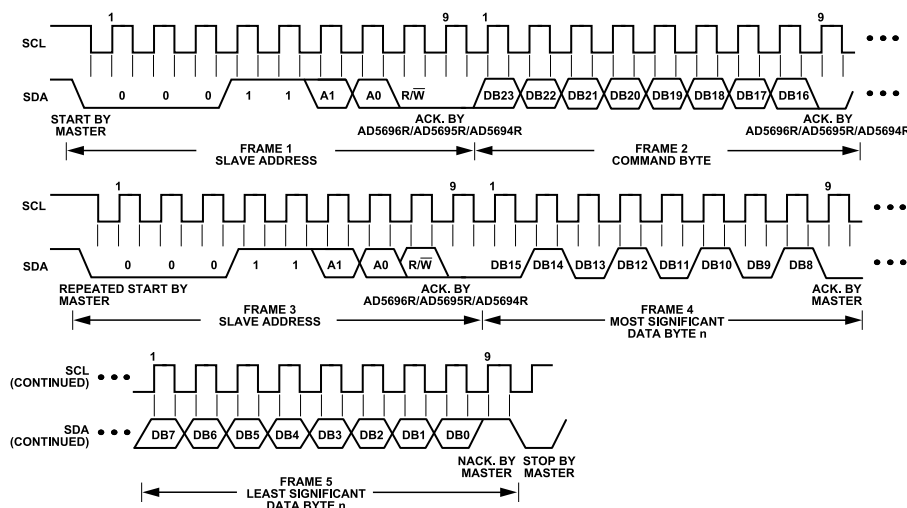 1 9 1 9
SCL
SDA 0 0 0 1 1 A1 A0 R/W DB23 DB22 DB21 DB20 DB19 DB18 DB17 DB16
START BY
MASTER
ACK. BY
AD5696R/AD5695R/AD5694R
ACK. BY
AD5696R/AD5695R/AD5694R
FRAME 1
SLAVE ADDRESS
FRAME 2
COMMAND BYTE
1 9 1 9
SCL
SDA 0 0 0 1 1 A1 A0 R/W DB15 DB14 DB13 DB12 DB11 DB10 DB9 DB8
REPEATED START BY
MASTER
ACK. BY
AD5696R/AD5695R/AD5694R
ACK. BY
MASTER
FRAME 3
SLAVE ADDRESS
FRAME 4
MOST SIGNIFICANT
DATA BYTE n
1 9
SCL
(CONTINUED)
SDA
(CONTINUED)
DB7 DB6 DB5 DB4 DB3 DB2 DB1 DB0
NACK. BY
MASTER
STOP BY
MASTER
FRAME 5
LEAST SIGNIFICANT
DATA BYTE n